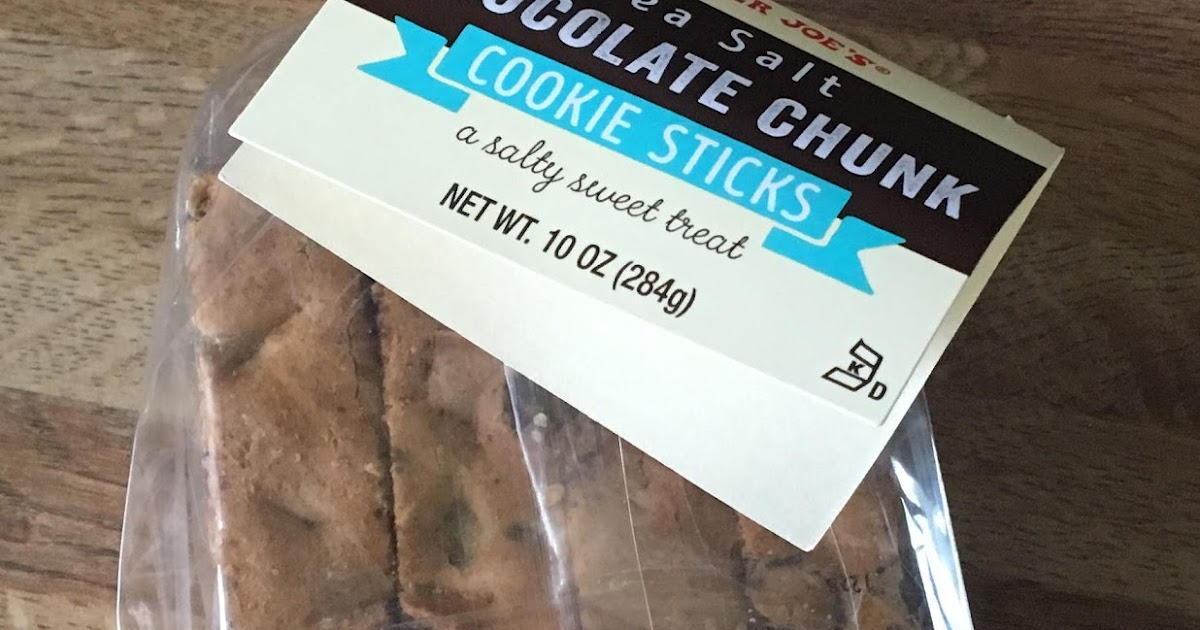 ER JOE'S®
ea Salt
OCOLATE CHUNK
COOKIE STICKS
a salty sweet treat
NET WT. 10 OZ (284g)
K D